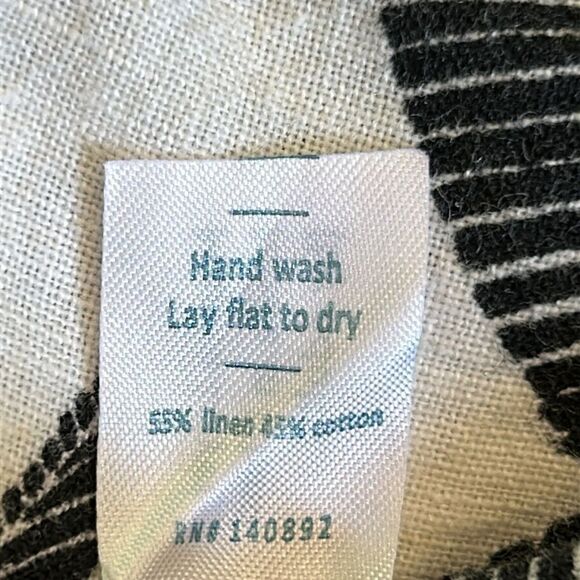 Hand wash
Lay flat to dry
55% linen 45% cotton
RN# 140892